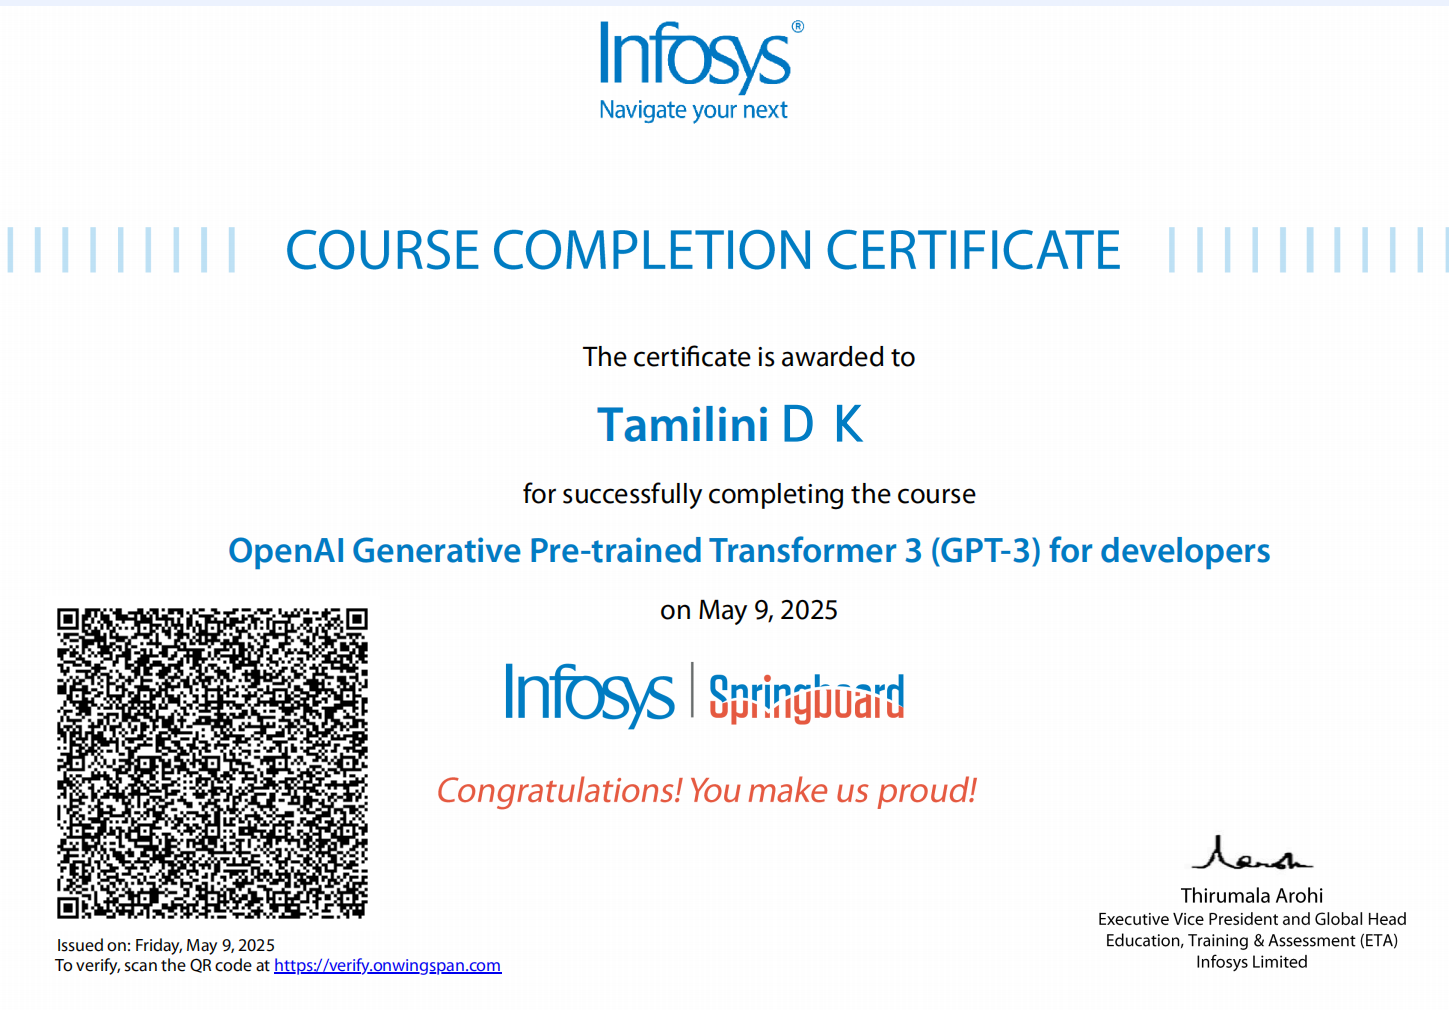 Infosys®
Navigate your next
COURSE COMPLETION CERTIFICATE
The certificate is awarded to
Tamilini D K
for successfully completing the course
OpenAI Generative Pre-trained Transformer 3 (GPT-3) for developers
on May 9, 2025
Infosys | Springboard
Congratulations! You make us proud!
Thirumala Arohi
Executive Vice President and Global Head
Education, Training & Assessment (ETA)
Infosys Limited
Issued on: Friday, May 9, 2025
To verify, scan the QR code at https://verify.onwingspan.com